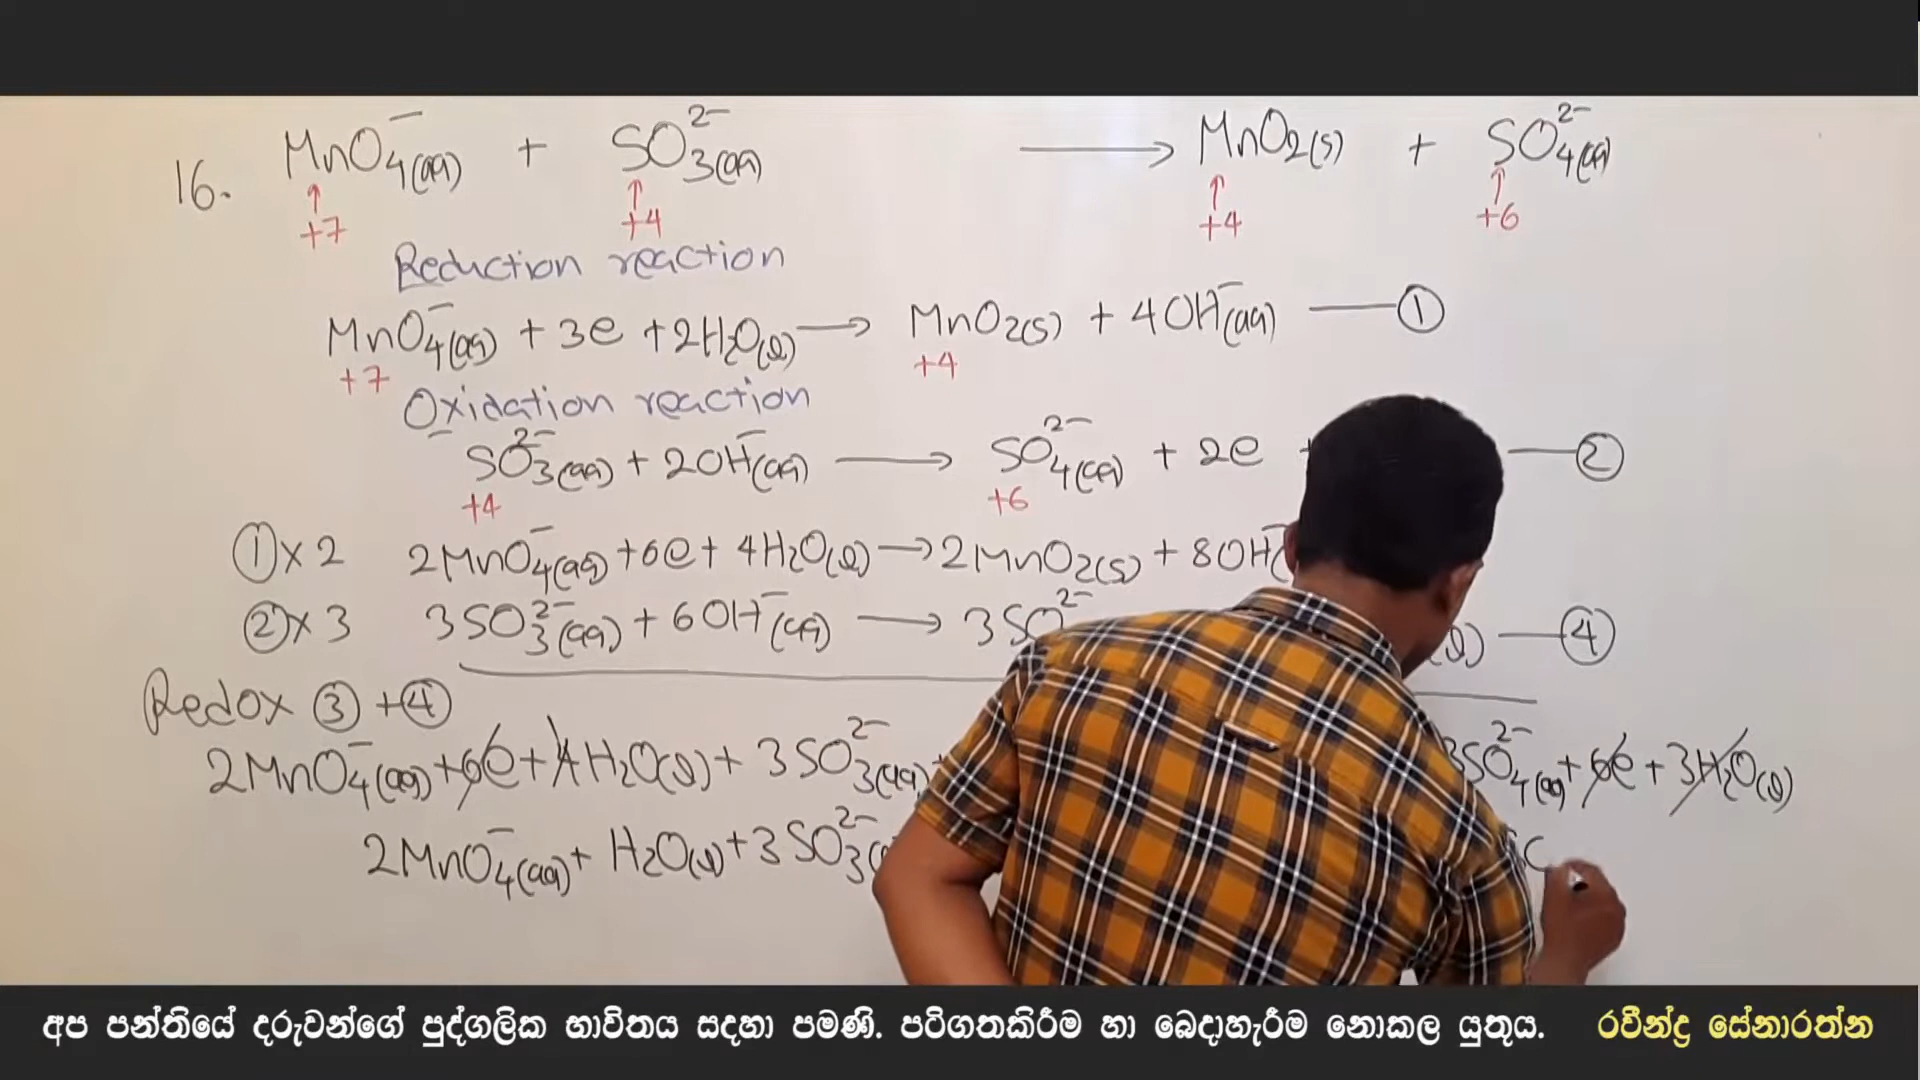 16. MnO₄⁻(aq) + SO₃²⁻(aq) ⟶ MnO₂(s) + SO₄²⁻(aq)
↑ ↑ ↑ ↑
+7 +4 +4 +6
Reduction reaction
MnO₄⁻(aq) + 3e + 2H₂O(l) ⟶ MnO₂(s) + 4OH⁻(aq) — ①
+7 +4
Oxidation reaction
SO₃²⁻(aq) + 2OH⁻(aq) ⟶ SO₄²⁻(aq) + 2e + — ②
+4 +6
①×2 2MnO₄⁻(aq) + 6e + 4H₂O(l) ⟶ 2MnO₂(s) + 8OH⁻
②×3 3SO₃²⁻(aq) + 6OH⁻(aq) ⟶ 3SO²⁻ (l) — ④
Redox ③ + ④
2MnO₄⁻(aq) + 6e + 4H₂O(l) + 3SO₃²⁻(aq) + 3SO₄²⁻(aq) + 6e + 3H₂O(l)
2MnO₄⁻(aq) + H₂O(l) + 3SO₃²⁻
අප පන්තියේ දරුවන්ගේ පුද්ගලික භාවිතය සදහා පමණි. පටිගතකිරීම හා බෙදාහැරීම නොකල යුතුය. රවීන්ද්‍ර සේනාරත්න